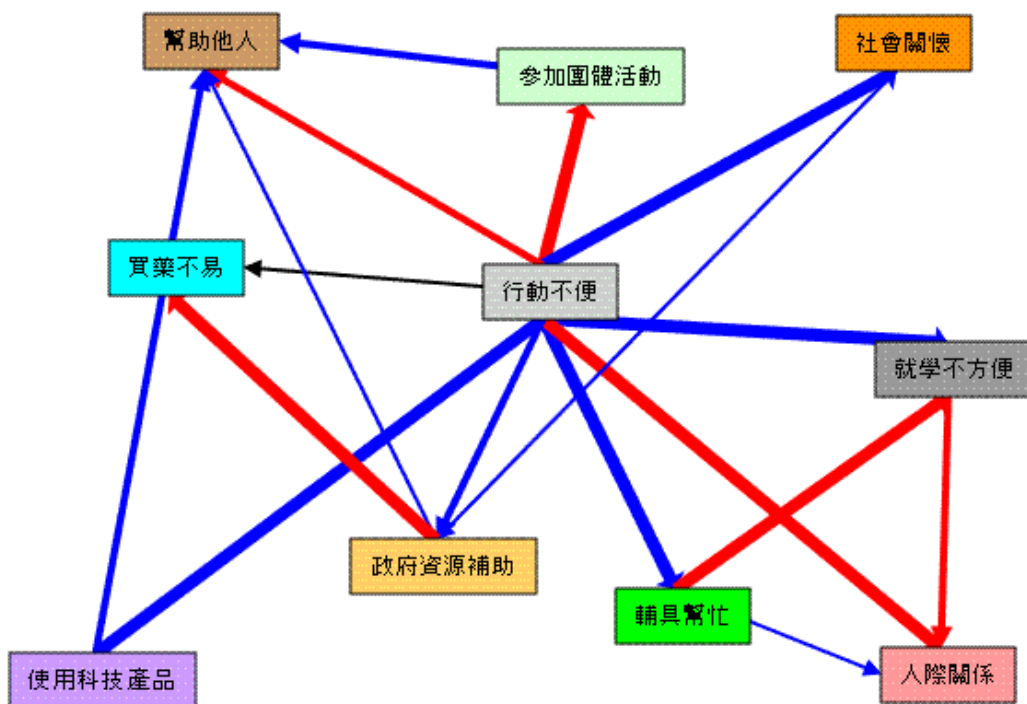 幫助他人
社會關懷
參加團體活動
買藥不易
行動不便
就學不方便
政府資源補助
輔具幫忙
使用科技產品
人際關係